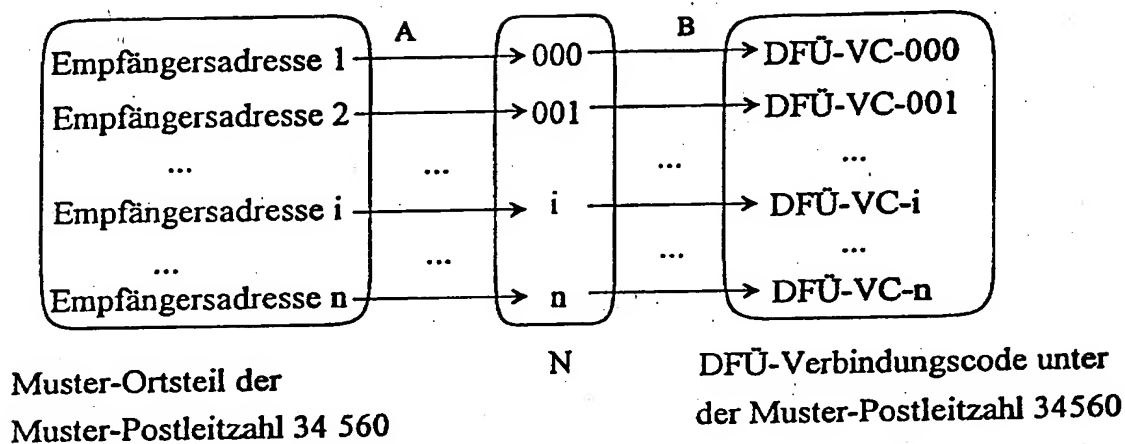 A B
Empfängersadresse 1 000 DFÜ-VC-000
Empfängersadresse 2 001 DFÜ-VC-001
... ... ... ...
Empfängersadresse i i DFÜ-VC-i
... ... ... ...
Empfängersadresse n n DFÜ-VC-n
N
Muster-Ortsteil der
Muster-Postleitzahl 34 560
DFÜ-Verbindungscode unter
der Muster-Postleitzahl 34560